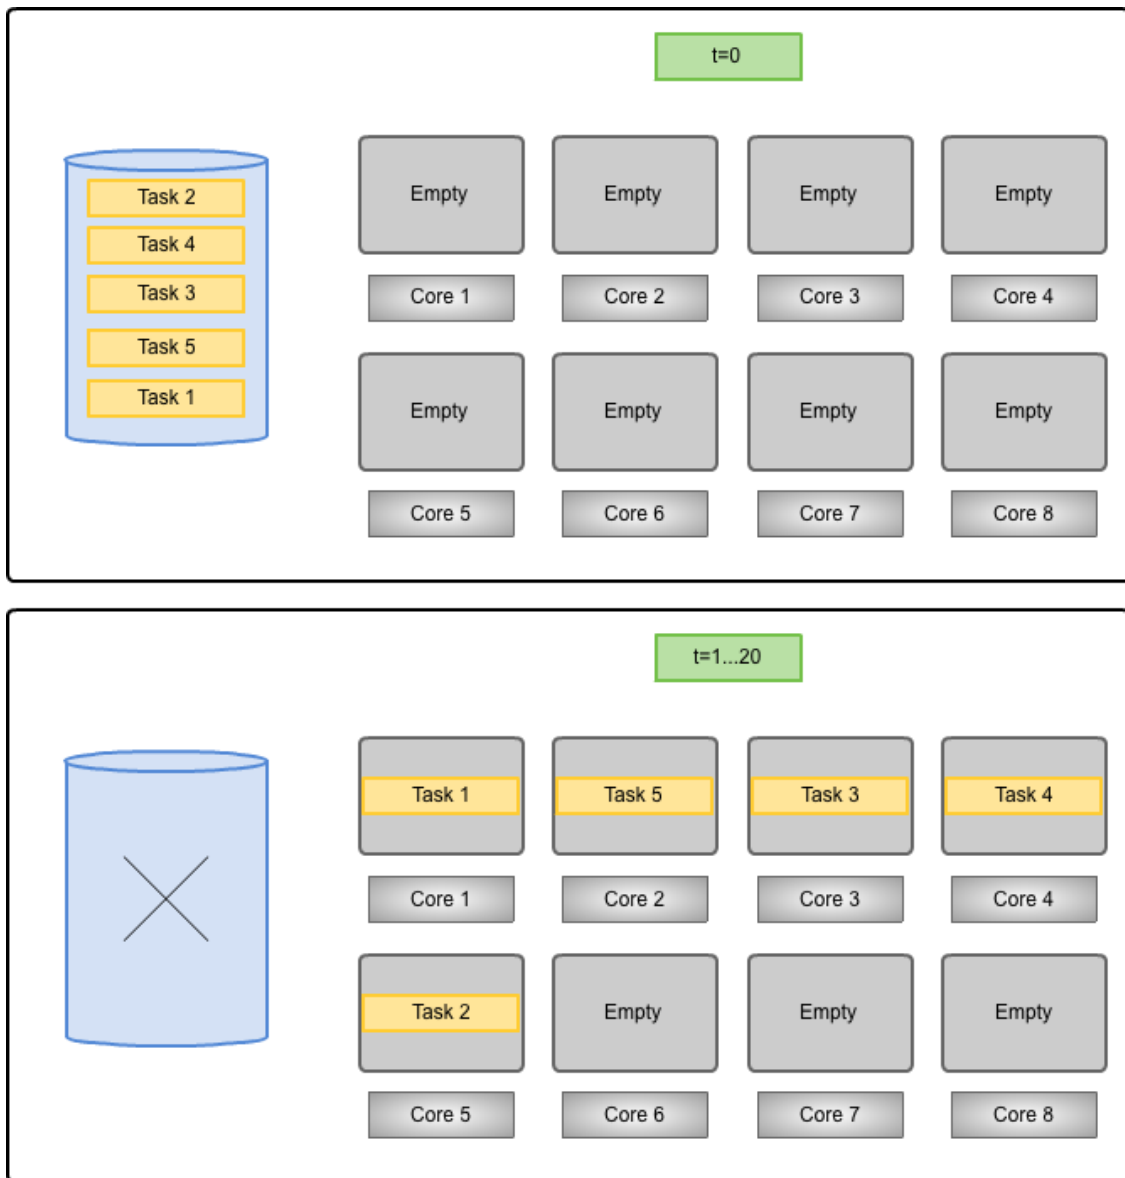 t=0
Task 2
Task 4
Task 3
Task 5
Task 1
Empty
Empty
Empty
Empty
Core 1
Core 2
Core 3
Core 4
Empty
Empty
Empty
Empty
Core 5
Core 6
Core 7
Core 8
t=1...20
Task 1
Task 5
Task 3
Task 4
Core 1
Core 2
Core 3
Core 4
Task 2
Empty
Empty
Empty
Core 5
Core 6
Core 7
Core 8